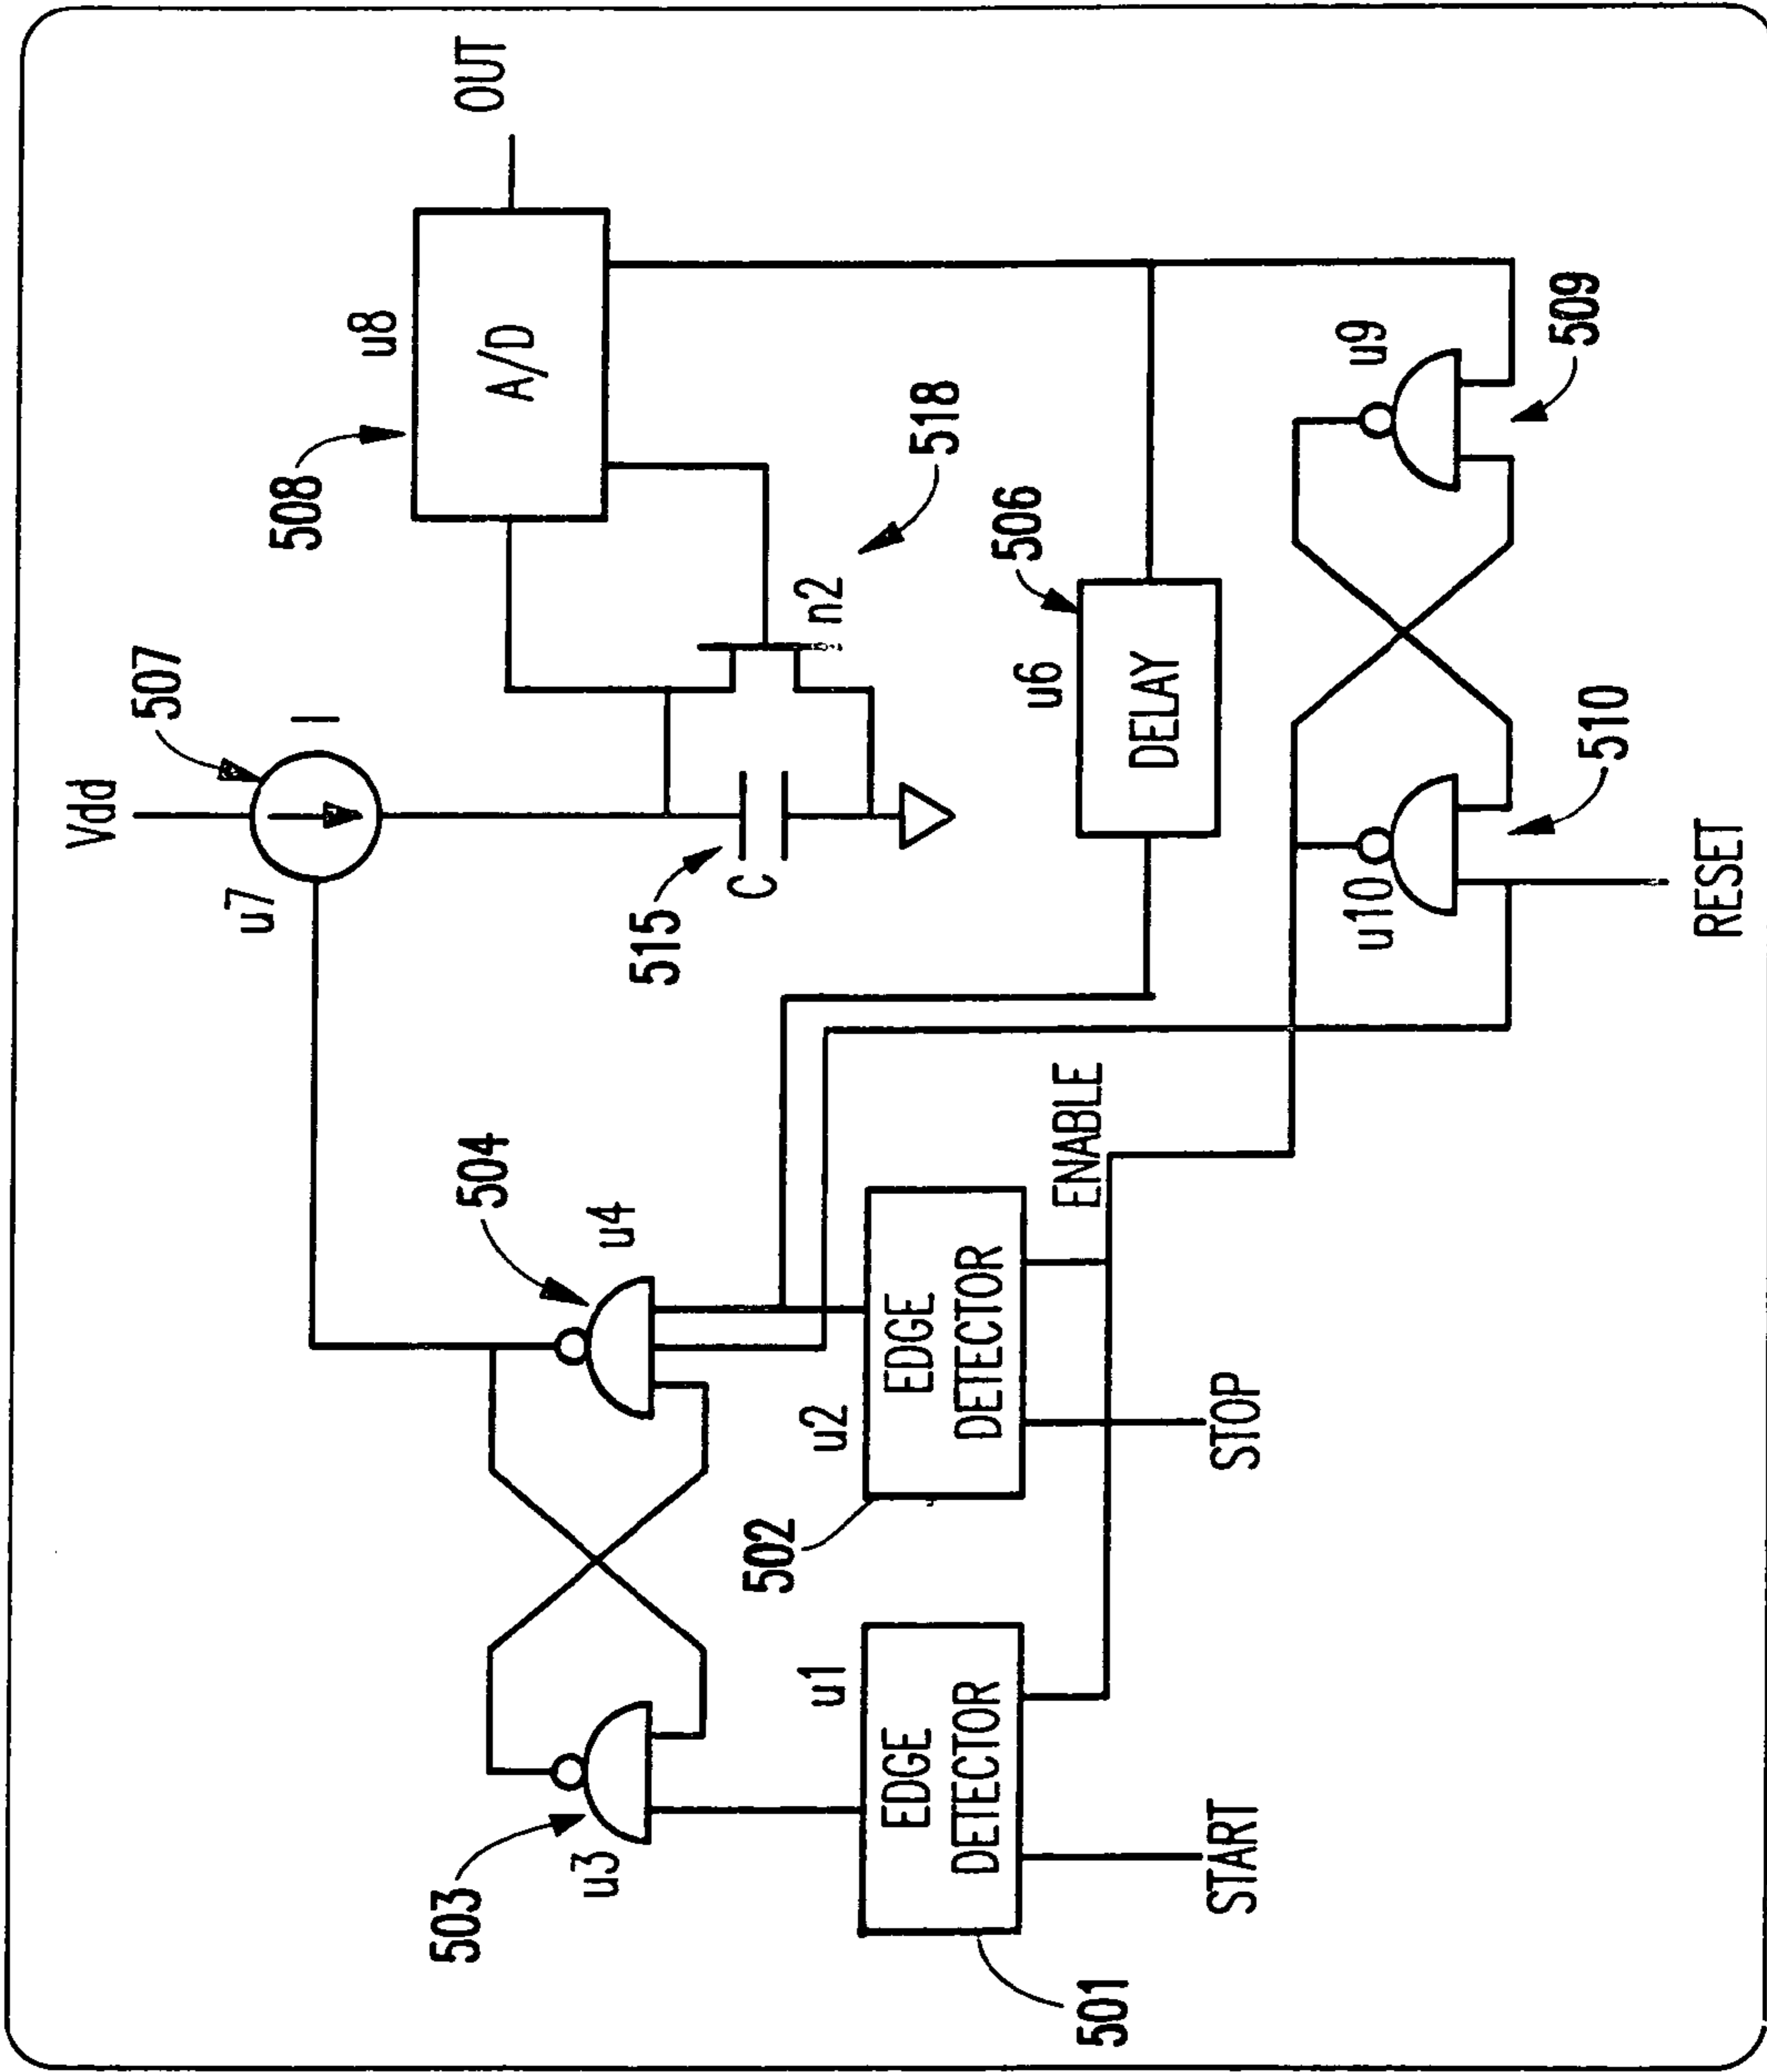 Vdd
507
I
u7
508
u8
A/D
OUT
515
C
n2
518
503
u3
504
u4
506
u6
DELAY
501
u1
EDGE
DETECTOR
502
u2
EDGE
DETECTOR
ENABLE
START
STOP
u10
510
u9
509
RESET